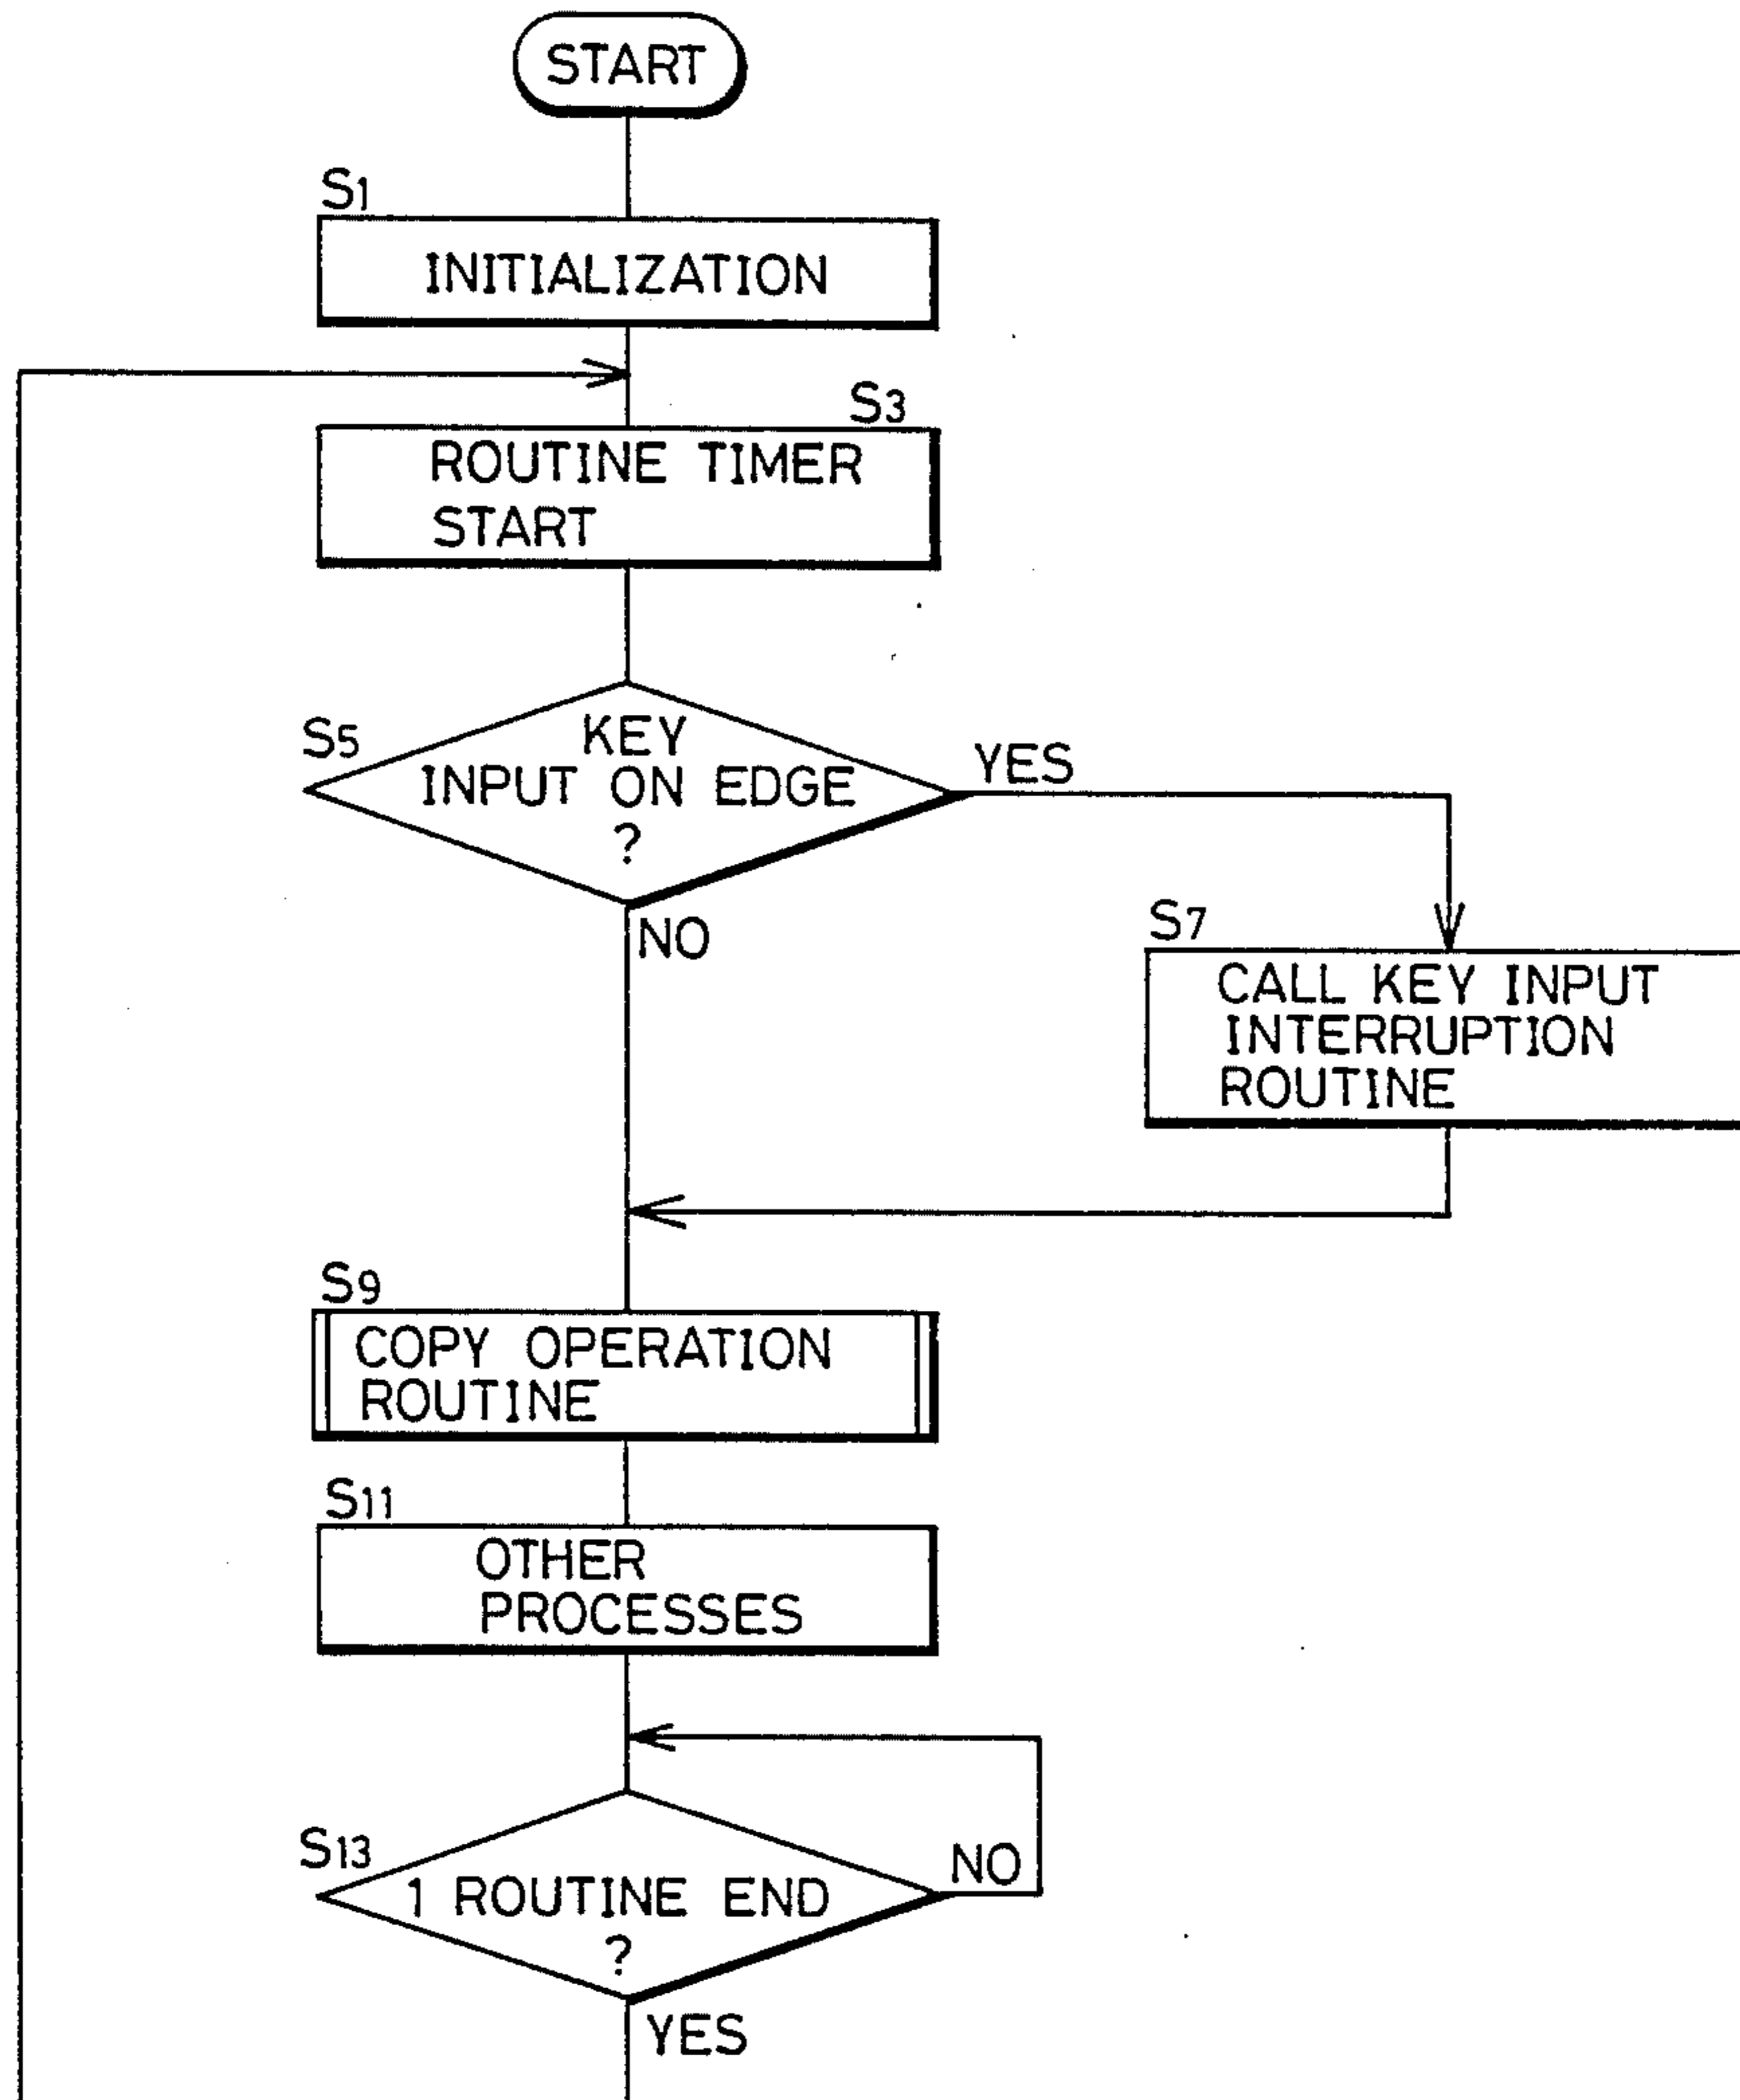 START
S1
INITIALIZATION
S3
ROUTINE TIMER
START
S5
KEY
INPUT ON EDGE
?
YES
NO
S7
CALL KEY INPUT
INTERRUPTION
ROUTINE
S9
COPY OPERATION
ROUTINE
S11
OTHER
PROCESSES
S13
1 ROUTINE END
?
NO
YES